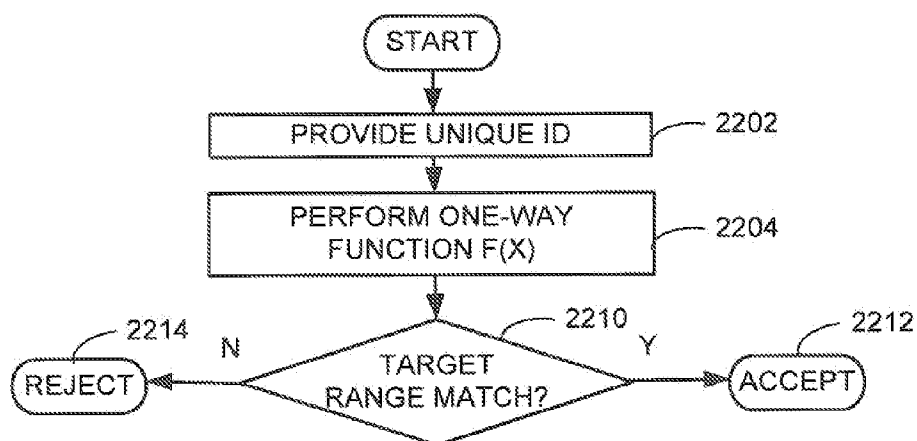 START
PROVIDE UNIQUE ID
2202
PERFORM ONE-WAY
FUNCTION F(X)
2204
2214
N
2210
Y
2212
REJECT
TARGET
RANGE MATCH?
ACCEPT